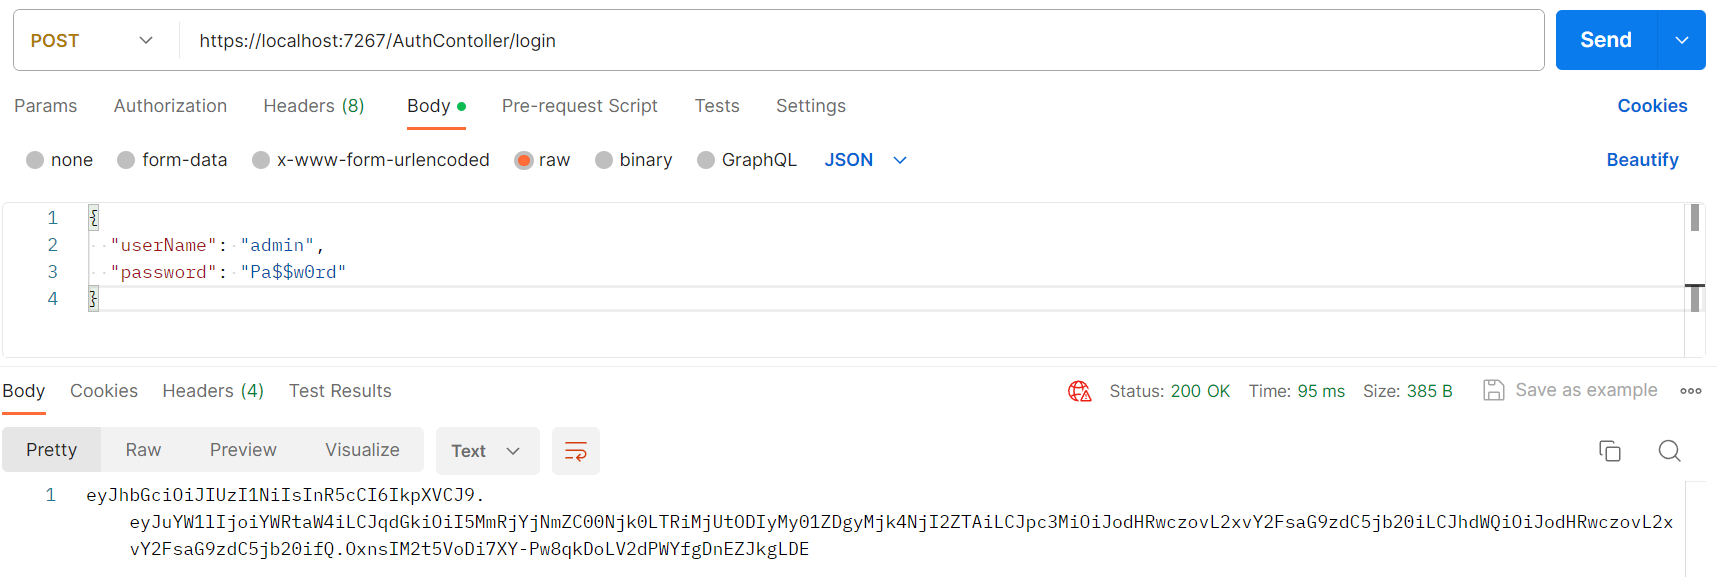 POST https://localhost:7267/AuthContoller/login Send
Params Authorization Headers (8) Body Pre-request Script Tests Settings Cookies
none form-data x-www-form-urlencoded raw binary GraphQL JSON Beautify
1 {
2 "userName": "admin",
3 "password": "Pa$$w0rd"
4 }
Body Cookies Headers (4) Test Results Status: 200 OK Time: 95 ms Size: 385 B Save as example
Pretty Raw Preview Visualize Text
1 eyJhbGciOiJIUzI1NiIsInR5cCI6IkpXVCJ9.
eyJuYW1lIjoiYWRtaW4iLCJqdGkiOiI5MmRjYjNmZC00Njk0LTRiMjUtODIyMy01ZDgyMjk4NjI2ZTAiLCJpc3MiOiJodHRwczovL2xvY2FsaG9zdC5jb20iLCJhdWQiOiJodHRwczovL2x
vY2FsaG9zdC5jb20ifQ.OxnsIM2t5VoDi7XY-Pw8qkDoLV2dPWYfgDnEZJkgLDE